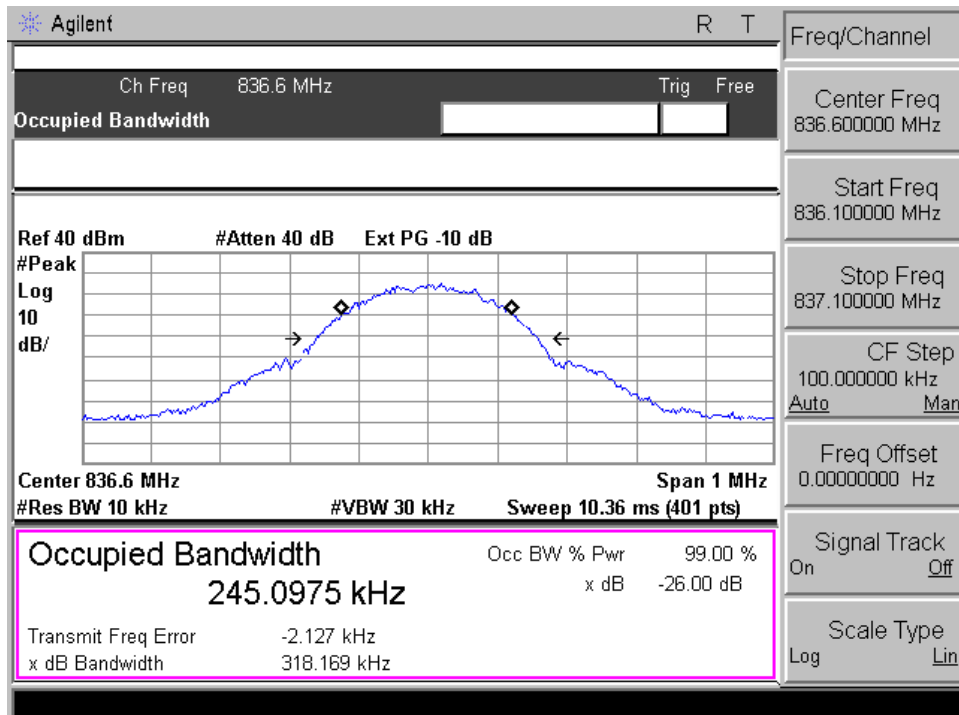 Agilent R T
Ch Freq 836.6 MHz Trig Free
Occupied Bandwidth
Ref 40 dBm #Atten 40 dB Ext PG -10 dB
#Peak
Log
10
dB/
Center 836.6 MHz Span 1 MHz
#Res BW 10 kHz #VBW 30 kHz Sweep 10.36 ms (401 pts)
Occupied Bandwidth Occ BW % Pwr 99.00 %
245.0975 kHz x dB -26.00 dB
Transmit Freq Error -2.127 kHz
x dB Bandwidth 318.169 kHz
Freq/Channel
Center Freq
836.600000 MHz
Start Freq
836.100000 MHz
Stop Freq
837.100000 MHz
CF Step
100.000000 kHz
Auto Man
Freq Offset
0.00000000 Hz
Signal Track
On Off
Scale Type
Log Lin